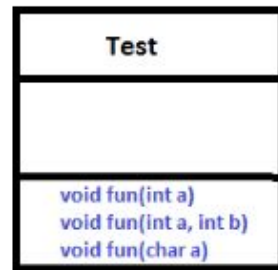 Test
void fun(int a)
void fun(int a, int b)
void fun(char a)